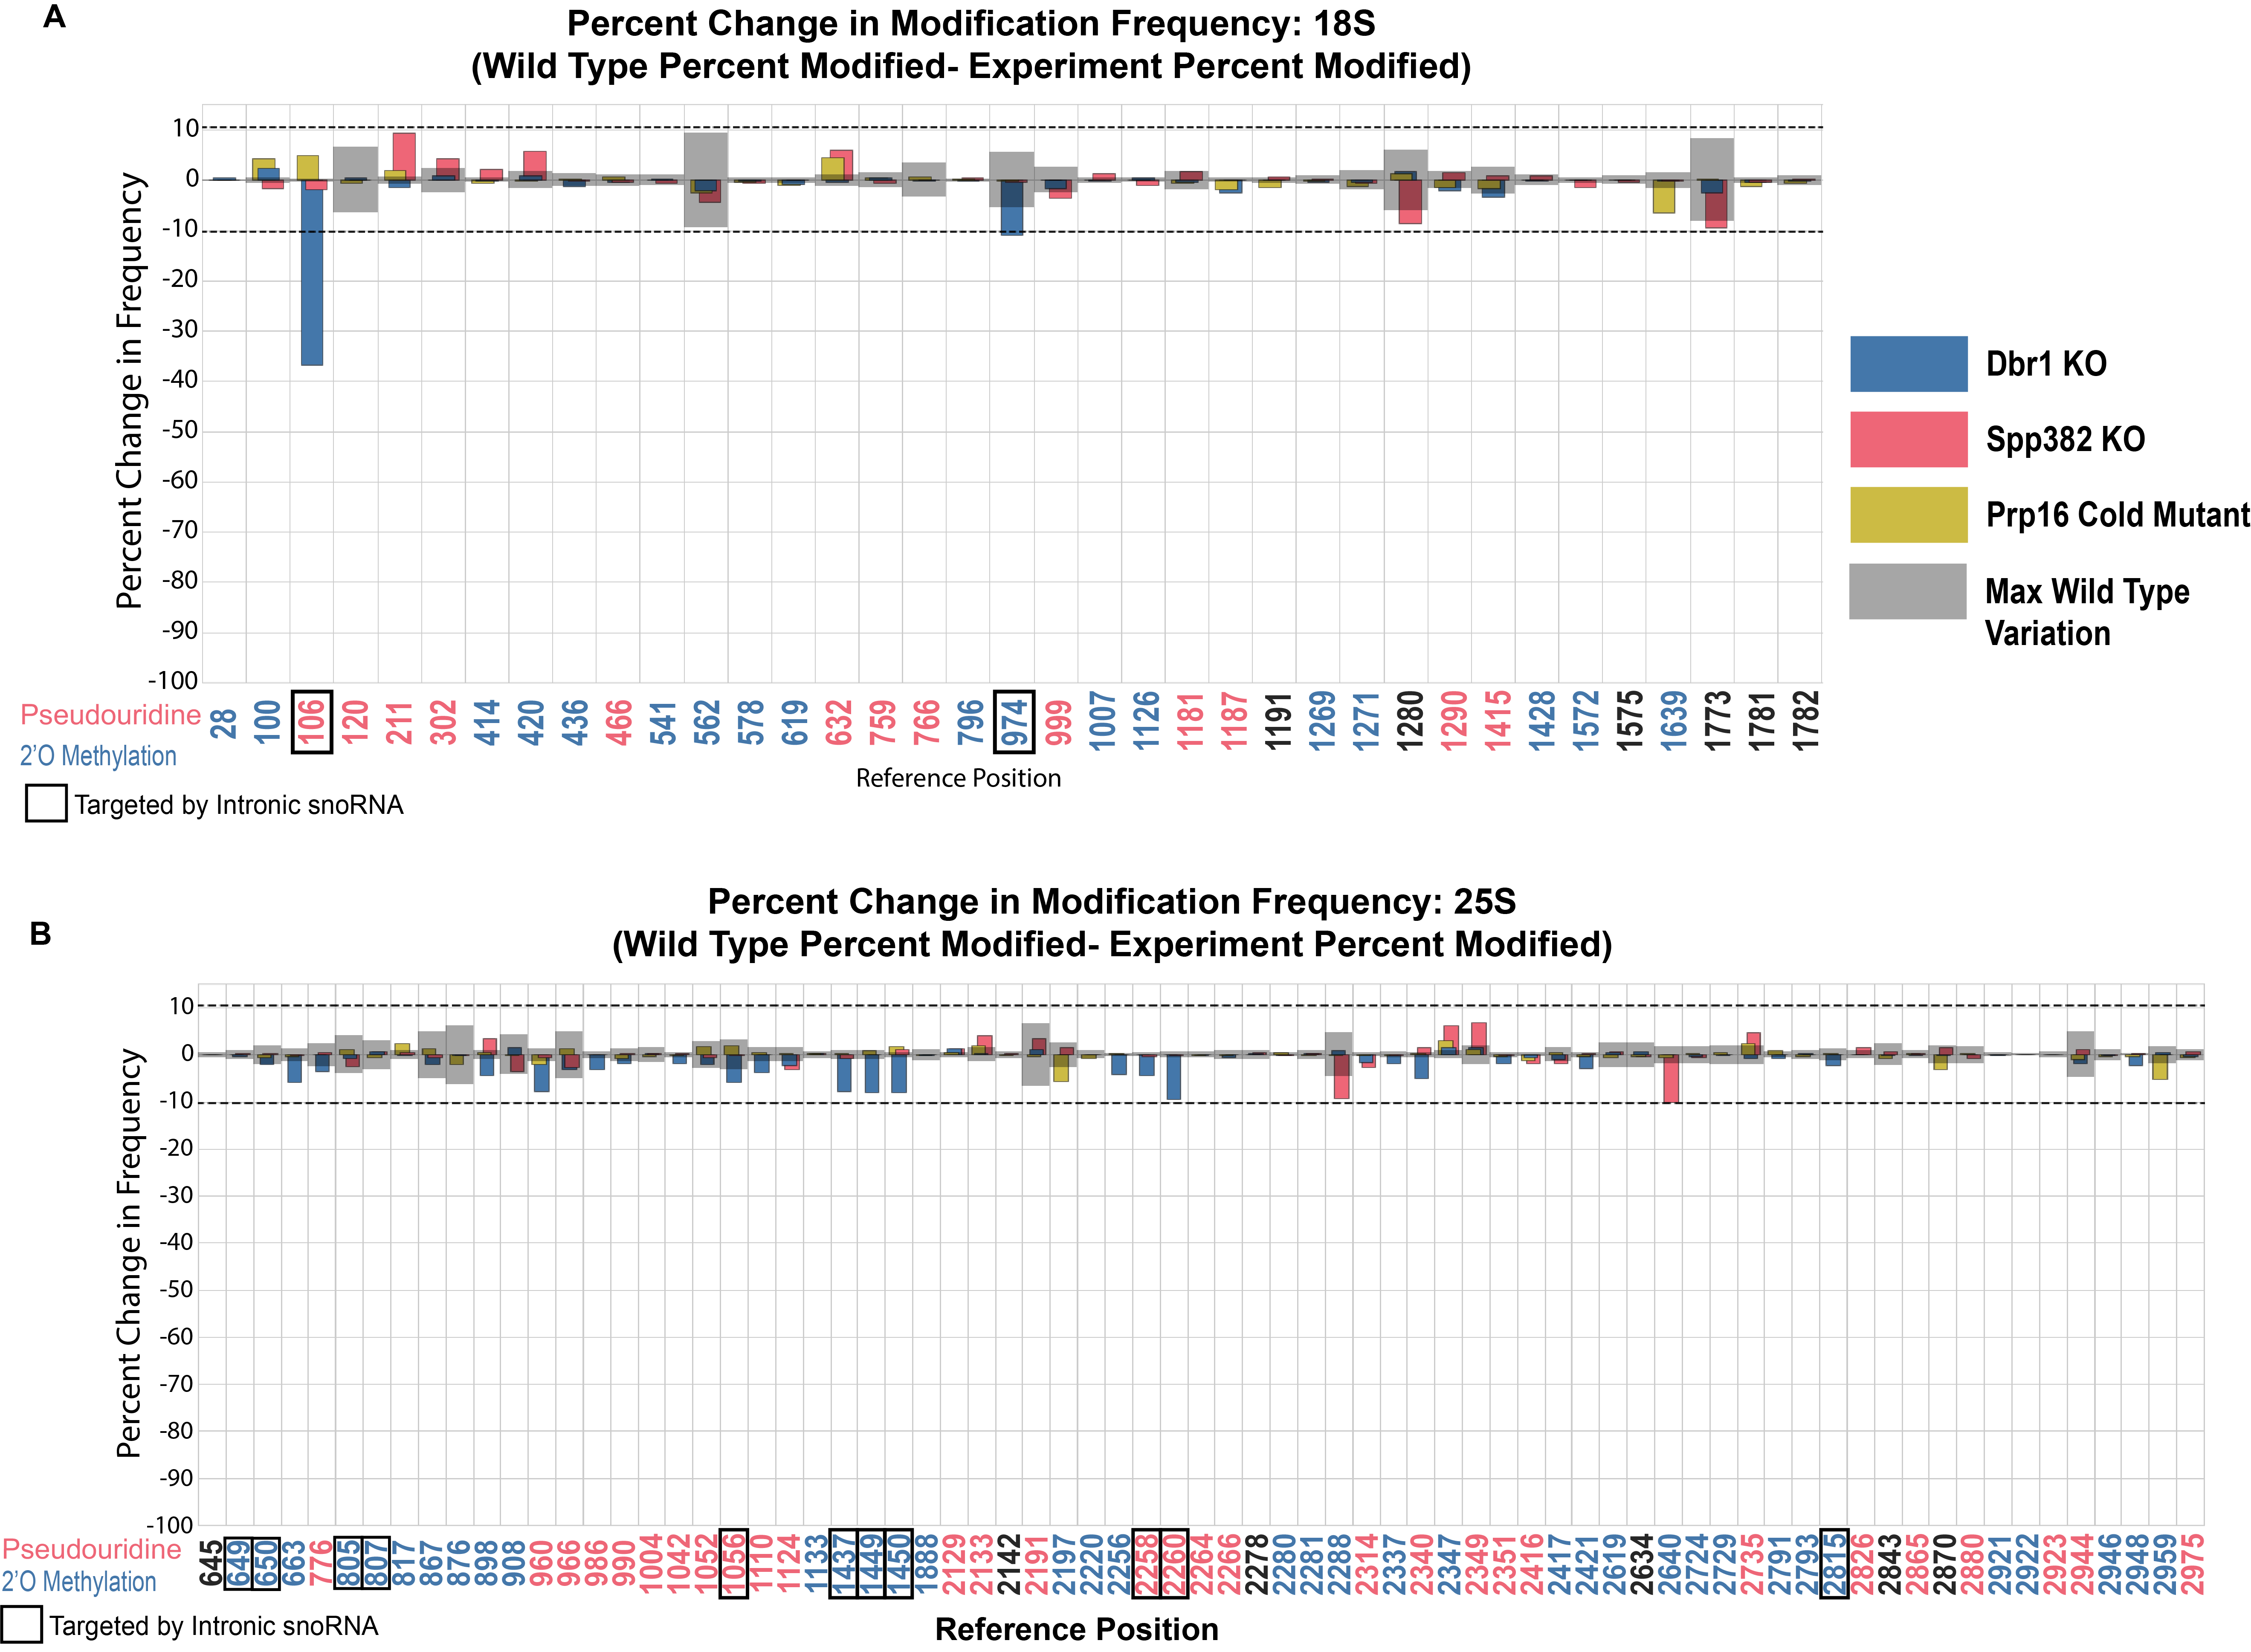 A
Percent Change in Modification Frequency: 18S
(Wild Type Percent Modified- Experiment Percent Modified)
Percent Change in Frequency
10
0
-10
-20
-30
-40
-50
-60
-70
-80
-90
-100
Dbr1 KO
Spp382 KO
Prp16 Cold Mutant
Max Wild Type
Variation
Pseudouridine
2'O Methylation
28 100 106 120 211 302 414 420 436 466 541 562 578 619 632 759 766 796 974 999 1007 1126 1181 1187 1191 1269 1271 1280 1290 1415 1428 1572 1575 1639 1773 1781 1782
Reference Position
Targeted by Intronic snoRNA
B
Percent Change in Modification Frequency: 25S
(Wild Type Percent Modified- Experiment Percent Modified)
Percent Change in Frequency
10
0
-10
-20
-30
-40
-50
-60
-70
-80
-90
-100
Pseudouridine
2'O Methylation
645 649 650 663 776 805 807 817 867 876 898 908 960 966 986 990 1004 1042 1052 1056 1110 1124 1133 1437 1449 1450 1888 2129 2133 2142 2191 2197 2220 2256 2258 2260 2264 2266 2278 2280 2281 2288 2314 2337 2340 2347 2349 2351 2416 2417 2421 2619 2634 2640 2724 2729 2735 2791 2793 2815 2826 2843 2865 2870 2880 2921 2922 2923 2944 2946 2948 2959 2975
Targeted by Intronic snoRNA
Reference Position